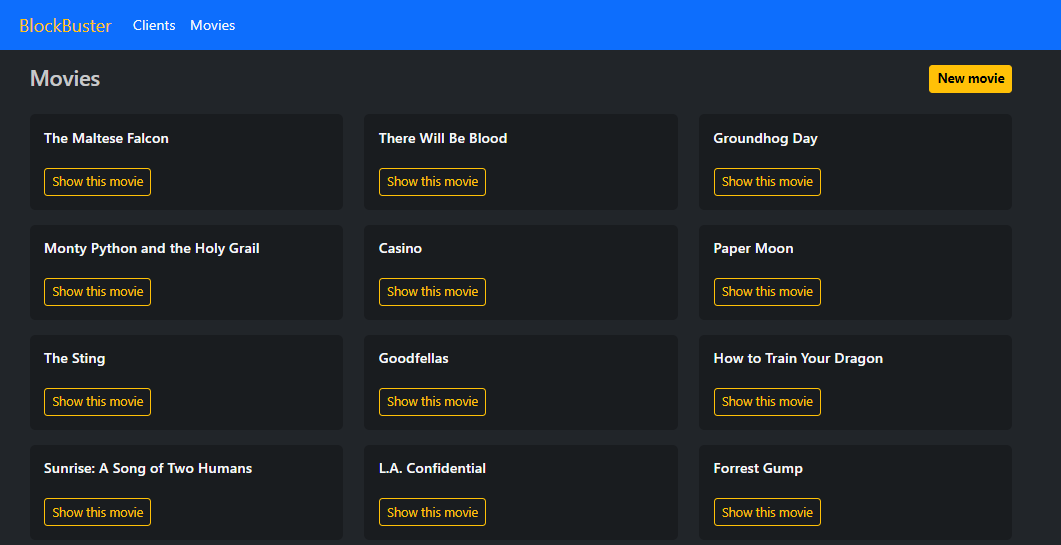 BlockBuster Clients Movies
Movies New movie
The Maltese Falcon There Will Be Blood Groundhog Day
Show this movie Show this movie Show this movie
Monty Python and the Holy Grail Casino Paper Moon
Show this movie Show this movie Show this movie
The Sting Goodfellas How to Train Your Dragon
Show this movie Show this movie Show this movie
Sunrise: A Song of Two Humans L.A. Confidential Forrest Gump
Show this movie Show this movie Show this movie